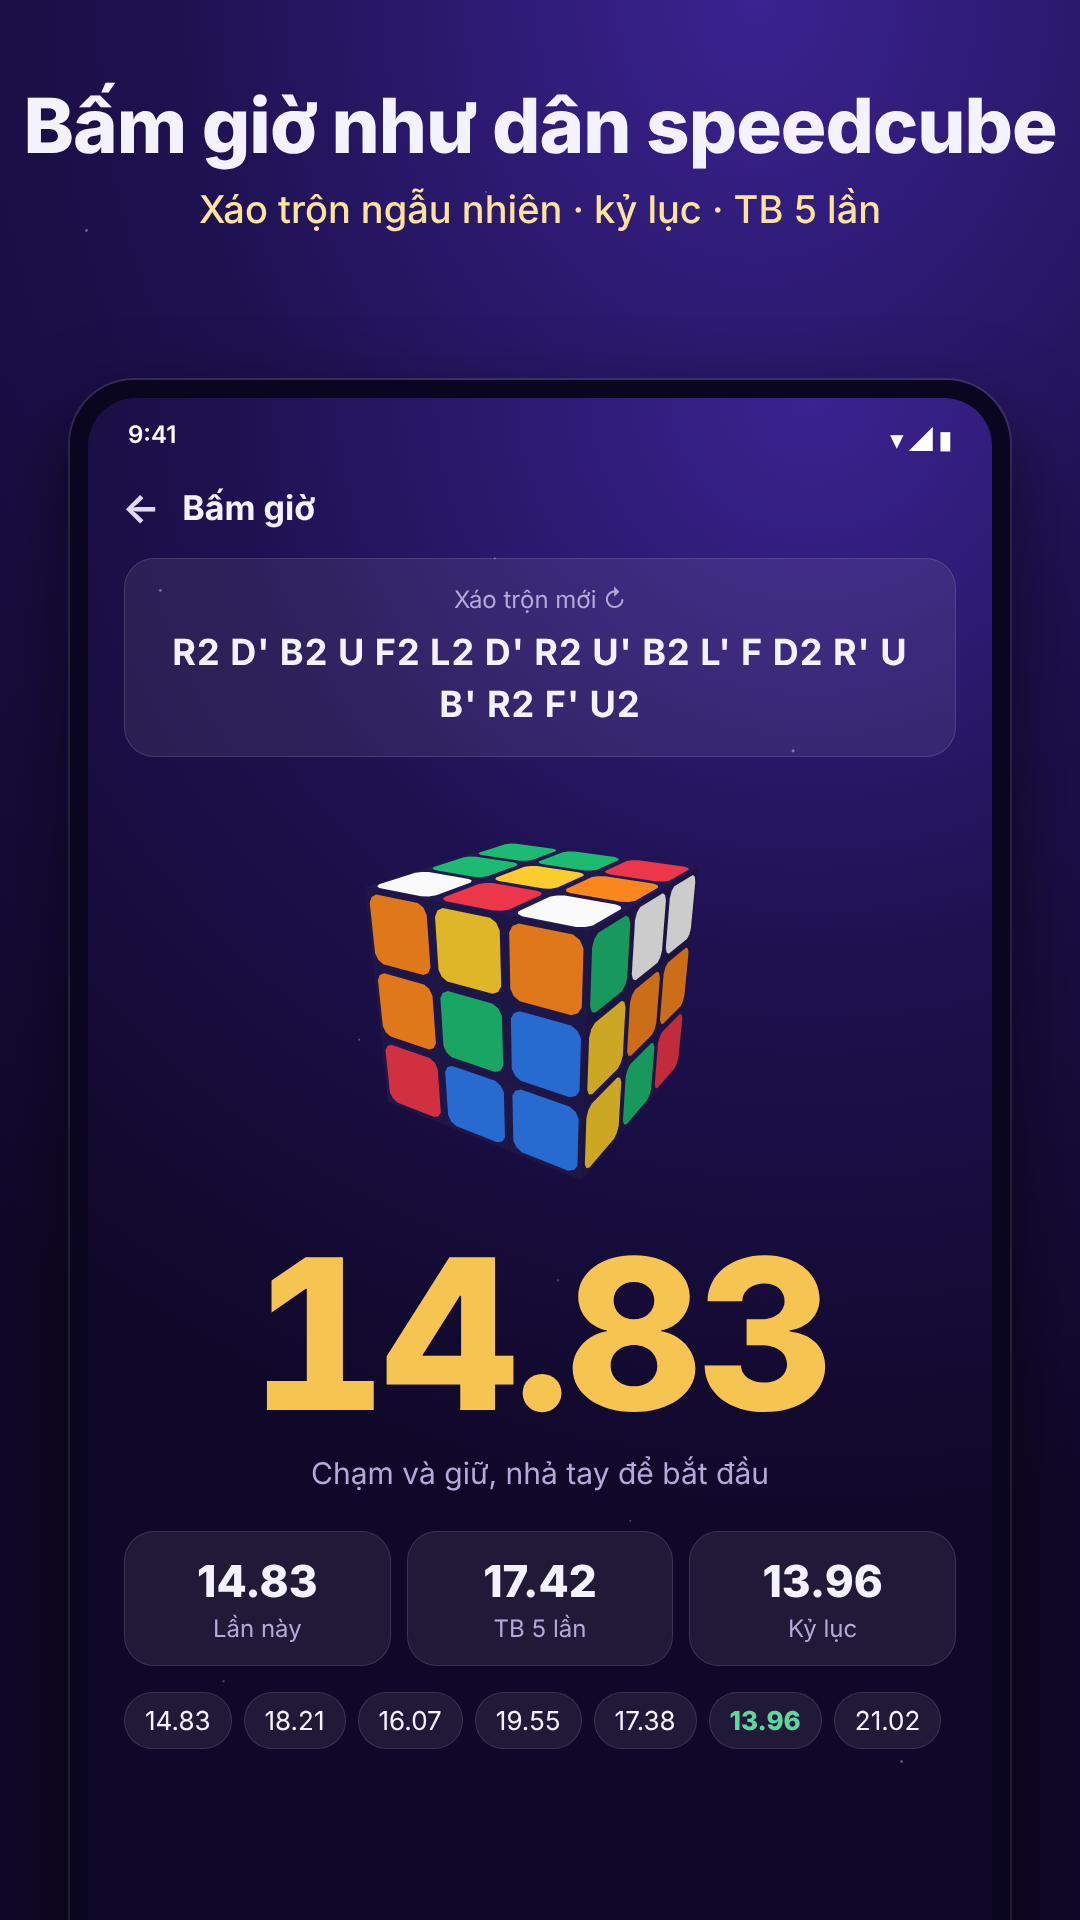 Bấm giờ như dân speedcube
Xáo trộn ngẫu nhiên · kỷ lục · TB 5 lần
9:41
Bấm giờ
Xáo trộn mới
R2 D' B2 U F2 L2 D' R2 U' B2 L' F D2 R' U
B' R2 F' U2
14.83
Chạm và giữ, nhả tay để bắt đầu
14.83 17.42 13.96
Lần này TB 5 lần Kỷ lục
14.83 18.21 16.07 19.55 17.38 13.96 21.02